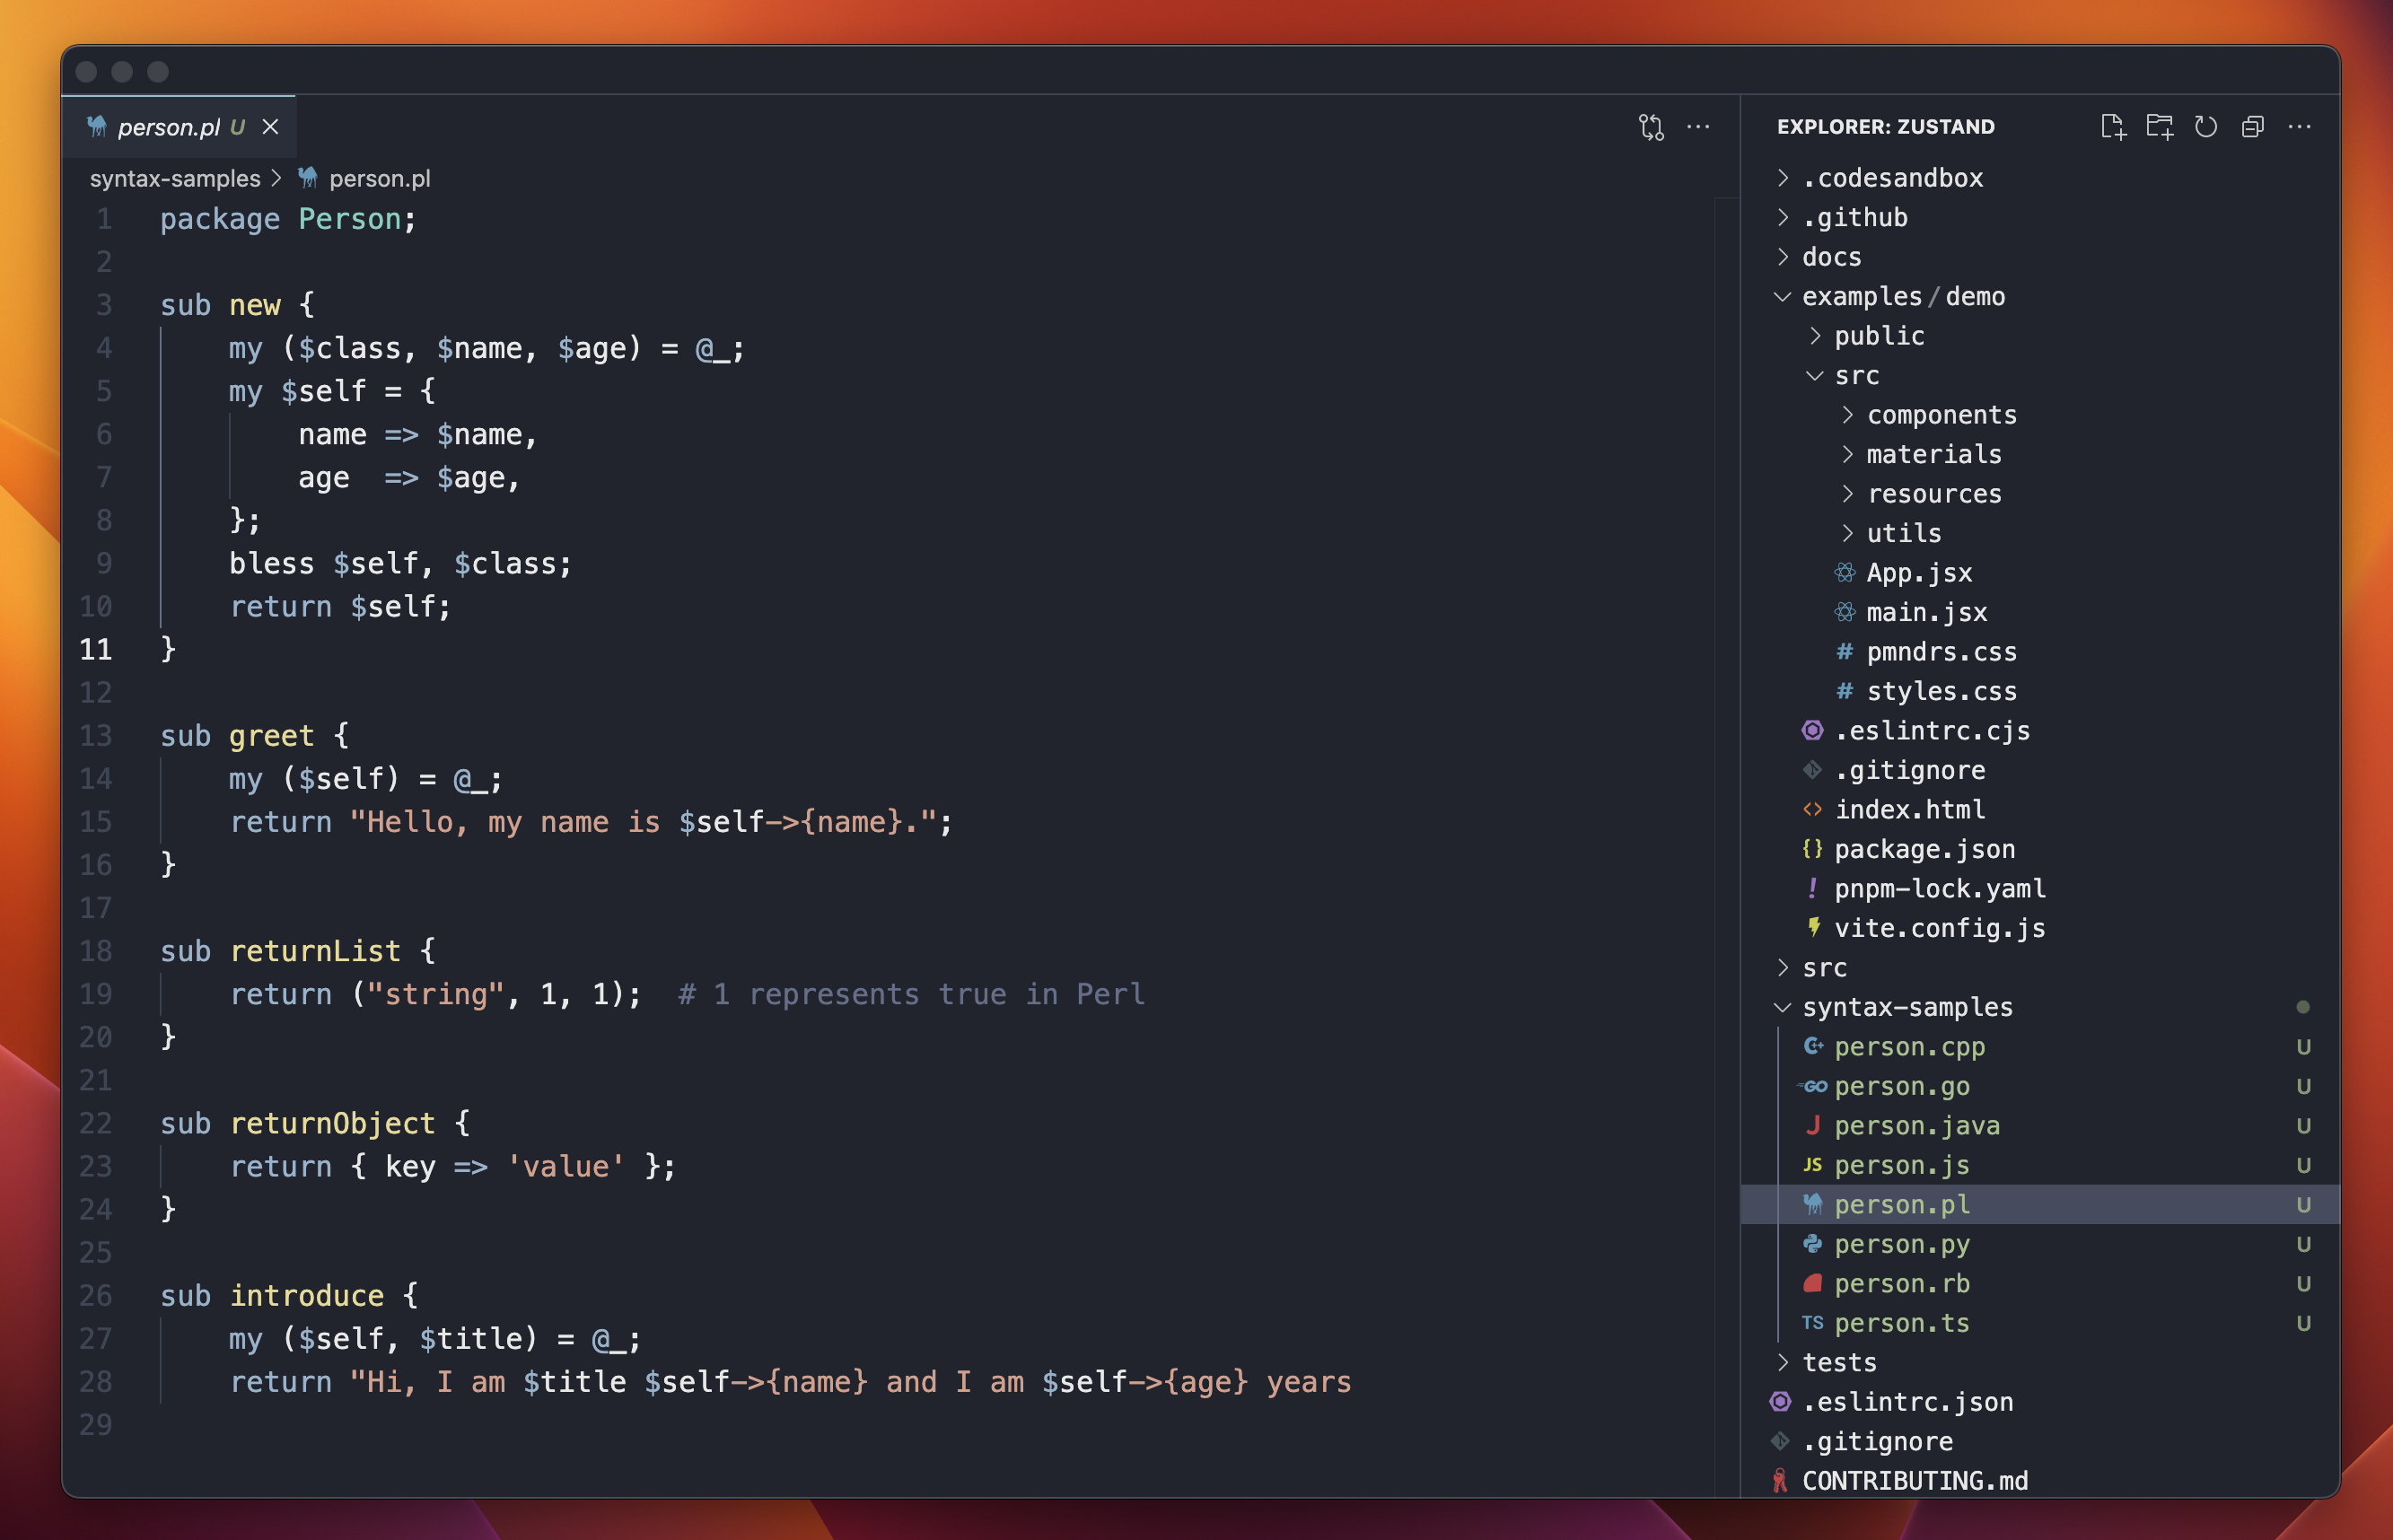 person.pl U
EXPLORER: ZUSTAND
syntax-samples > person.pl
1 package Person;
2
3 sub new {
4     my ($class, $name, $age) = @_;
5     my $self = {
6         name => $name,
7         age  => $age,
8     };
9     bless $self, $class;
10     return $self;
11 }
12
13 sub greet {
14     my ($self) = @_;
15     return "Hello, my name is $self->{name}.";
16 }
17
18 sub returnList {
19     return ("string", 1, 1);  # 1 represents true in Perl
20 }
21
22 sub returnObject {
23     return { key => 'value' };
24 }
25
26 sub introduce {
27     my ($self, $title) = @_;
28     return "Hi, I am $title $self->{name} and I am $self->{age} years
29
.codesandbox
.github
docs
examples/demo
public
src
components
materials
resources
utils
App.jsx
main.jsx
# pmndrs.css
# styles.css
.eslintrc.cjs
.gitignore
<> index.html
{} package.json
! pnpm-lock.yaml
vite.config.js
src
syntax-samples
C++ person.cpp U
GO person.go U
J person.java U
JS person.js U
person.pl U
person.py U
person.rb U
TS person.ts U
tests
.eslintrc.json
.gitignore
CONTRIBUTING.md